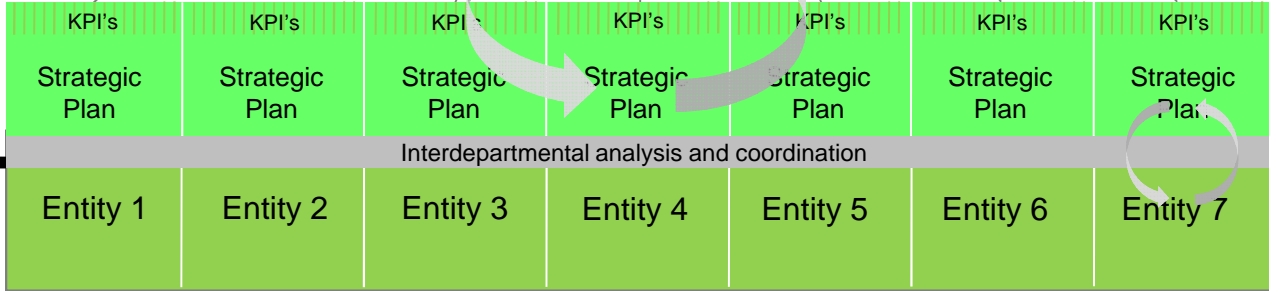 KPI's KPI's KPI's KPI's KPI's KPI's KPI's
Strategic Strategic Strategic Strategic Strategic Strategic Strategic
Plan Plan Plan Plan Plan Plan Plan
Interdepartmental analysis and coordination
Entity 1 Entity 2 Entity 3 Entity 4 Entity 5 Entity 6 Entity 7